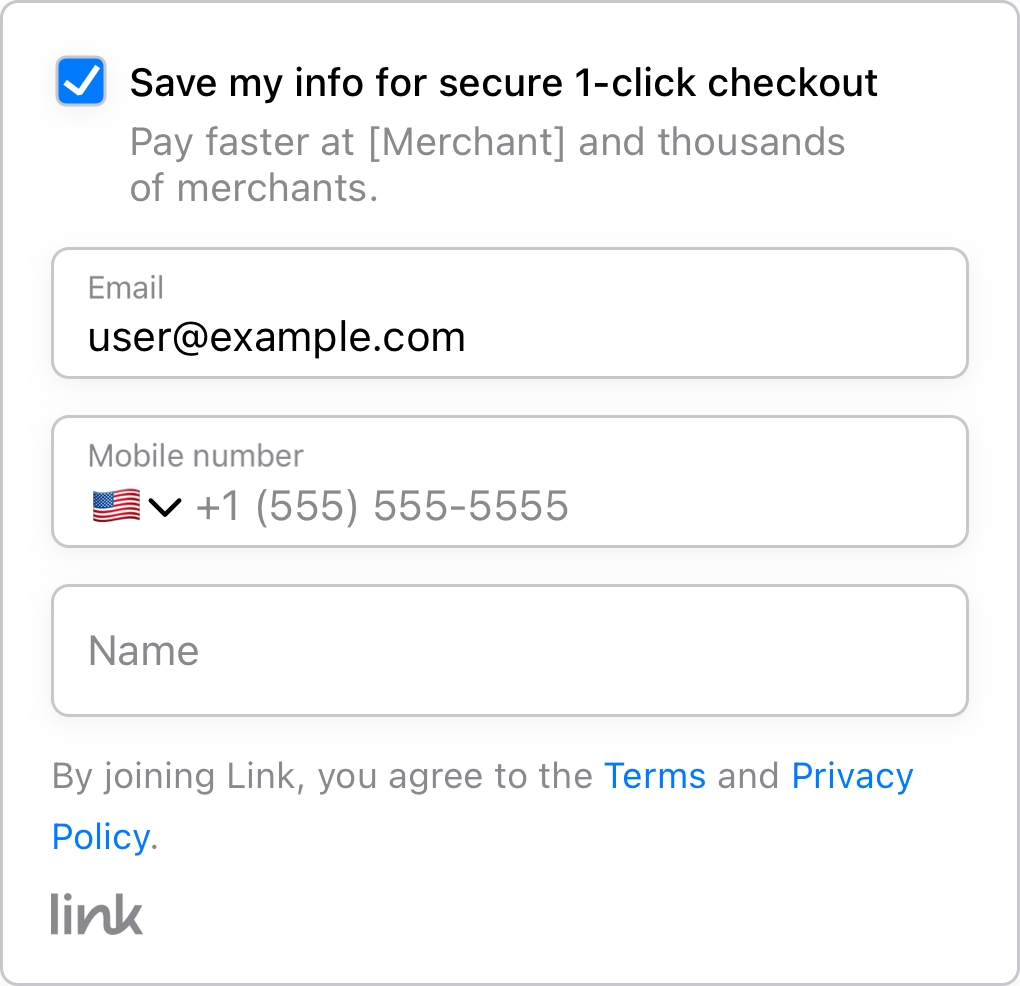 Save my info for secure 1-click checkout
Pay faster at [Merchant] and thousands
of merchants.
Email
user@example.com
Mobile number
+1 (555) 555-5555
Name
By joining Link, you agree to the Terms and Privacy
Policy.
link